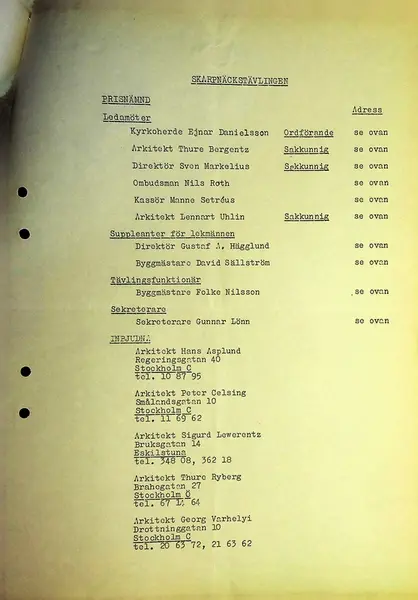 SKARPNÄCKSTÄVLINGEN
PRISNÄMND
Adress
Ledamöter
Kyrkoherde Ejnar Danielsson Ordförande se ovan
Arkitekt Thure Bergentz Sakkunnig se ovan
Direktör Sven Markelius Sakkunnig se ovan
Ombudsman Nils Roth se ovan
Kassör Manne Setréus se ovan
Arkitekt Lennart Uhlin Sakkunnig se ovan
Suppleanter för lekmännen
Direktör Gustaf A. Hägglund se ovan
Byggmästare David Sällström se ovan
Tävlingsfunktionär
Byggmästare Folke Nilsson se ovan
Sekreterare
Sekreterare Gunnar Lönn se ovan
INBJUDNA
Arkitekt Hans Asplund
Regeringsgatan 40
Stockholm C
tel. 10 87 95
Arkitekt Peter Celsing
Smålandsgatan 10
Stockholm C
tel. 11 69 62
Arkitekt Sigurd Lewerentz
Bruksgatan 14
Eskilstuna
tel. 348 08, 362 18
Arkitekt Thure Ryberg
Brahegatan 27
Stockholm Ö
tel. 67 64
Arkitekt Georg Varhelyi
Drottninggatan 10
Stockholm C
tel. 20 63 72, 21 63 62